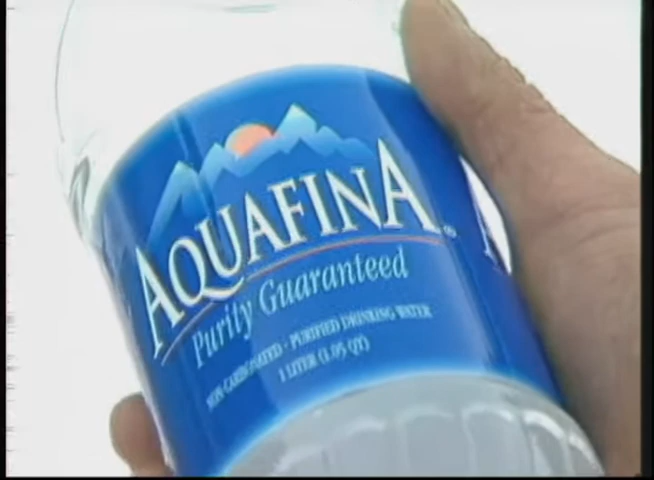 AQUAFINA
Purity Guaranteed
NON-CARBONATED · PURIFIED DRINKING WATER
1 LITER (1.05 QT)